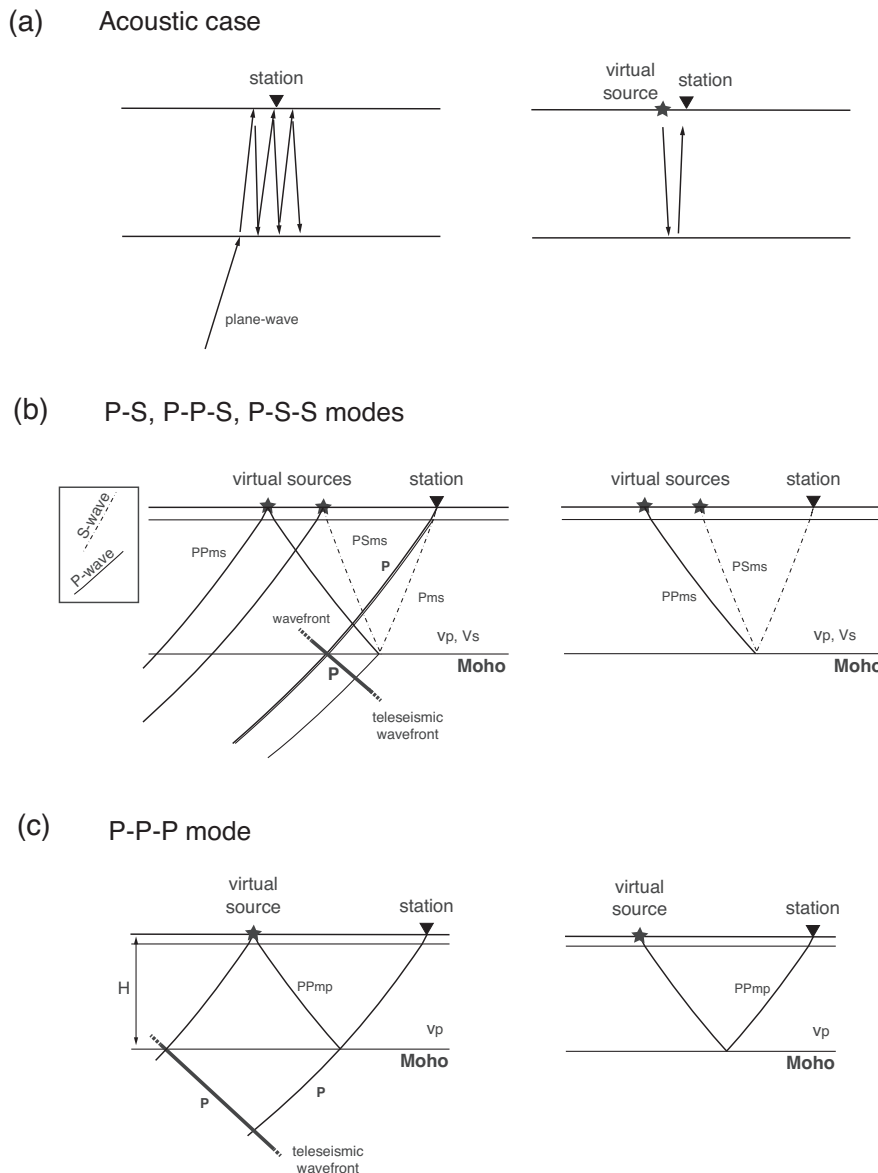 (a) Acoustic case
station
virtual
source
station
plane-wave
(b) P-S, P-P-S, P-S-S modes
S-wave
P-wave
virtual sources
station
PPms
PSms
P
Pms
wavefront
vp, Vs
Moho
P
teleseismic
wavefront
virtual sources
station
PSms
PPms
vp, Vs
Moho
(c) P-P-P mode
virtual
source
station
H
PPmp
vp
Moho
P
P
teleseismic
wavefront
virtual
source
station
PPmp
vp
Moho